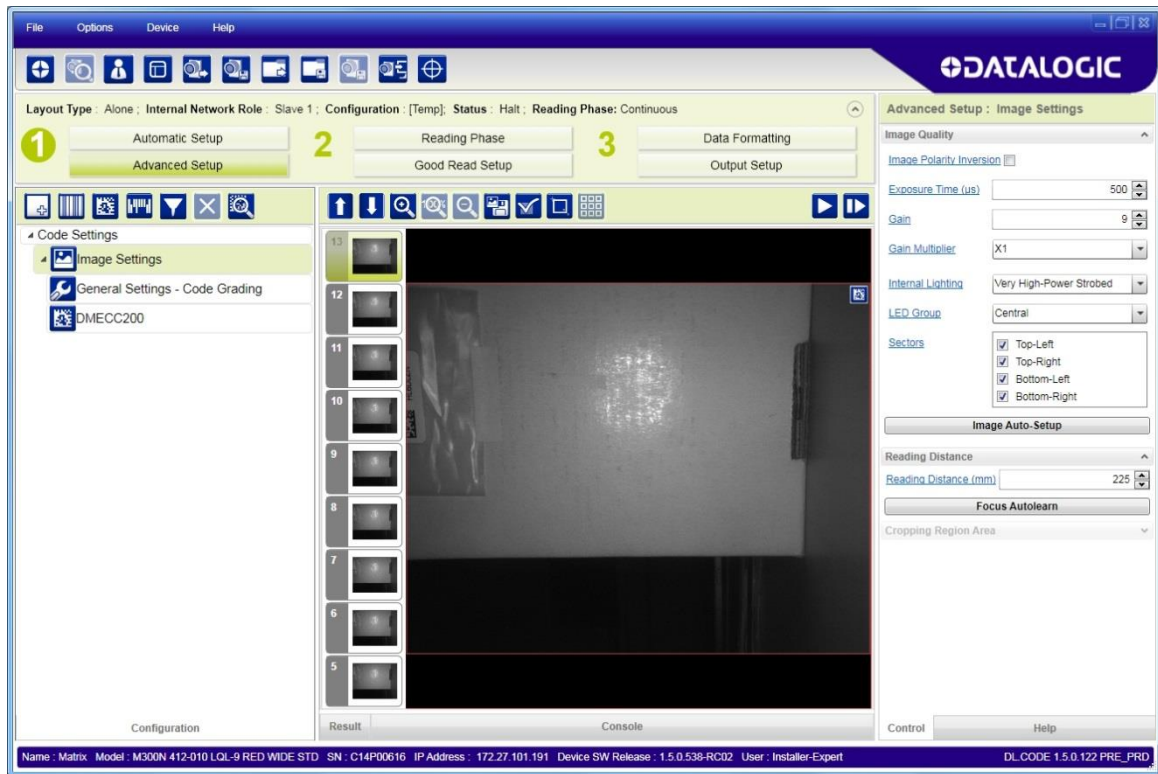 File Options Device Help
DATALOGIC
Layout Type : Alone ; Internal Network Role : Slave 1 ; Configuration : [Temp]; Status : Halt ; Reading Phase: Continuous
1 Automatic Setup
Advanced Setup
2 Reading Phase
Good Read Setup
3 Data Formatting
Output Setup
Code Settings
Image Settings
General Settings - Code Grading
DMECC200
Configuration
100%
13
12
11
10
9
8
7
6
5
Result Console
Advanced Setup : Image Settings
Image Quality
Image Polarity Inversion
Exposure Time (µs) 500
Gain 9
Gain Multiplier X1
Internal Lighting Very High-Power Strobed
LED Group Central
Sectors Top-Left
Top-Right
Bottom-Left
Bottom-Right
Image Auto-Setup
Reading Distance
Reading Distance (mm) 225
Focus Autolearn
Cropping Region Area
Control Help
Name : Matrix Model : M300N 412-010 LQL-9 RED WIDE STD SN : C14P00616 IP Address : 172.27.101.191 Device SW Release : 1.5.0.538-RC02 User : Installer-Expert DL.CODE 1.5.0.122 PRE_PRD